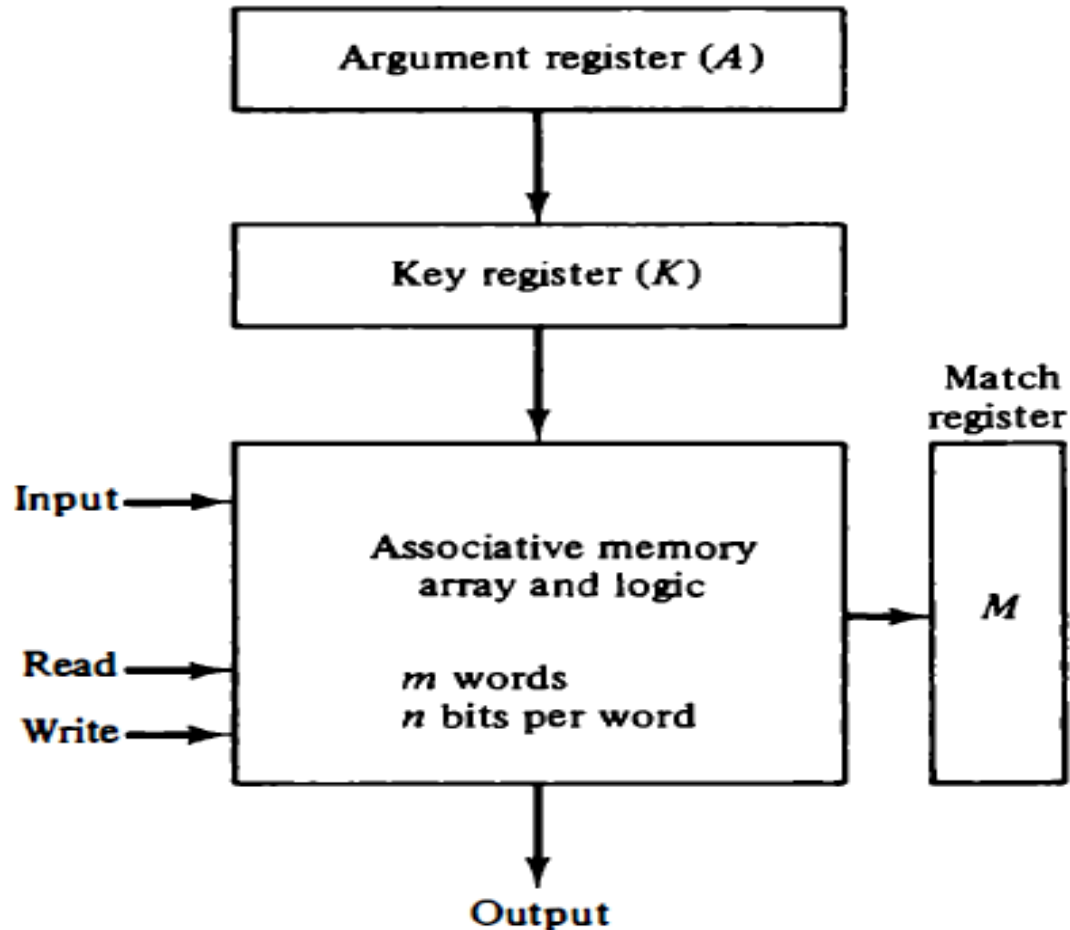 Argument register (A)
Key register (K)
Match
register
Input
Associative memory
array and logic
M
Read
m words
Write
n bits per word
Output